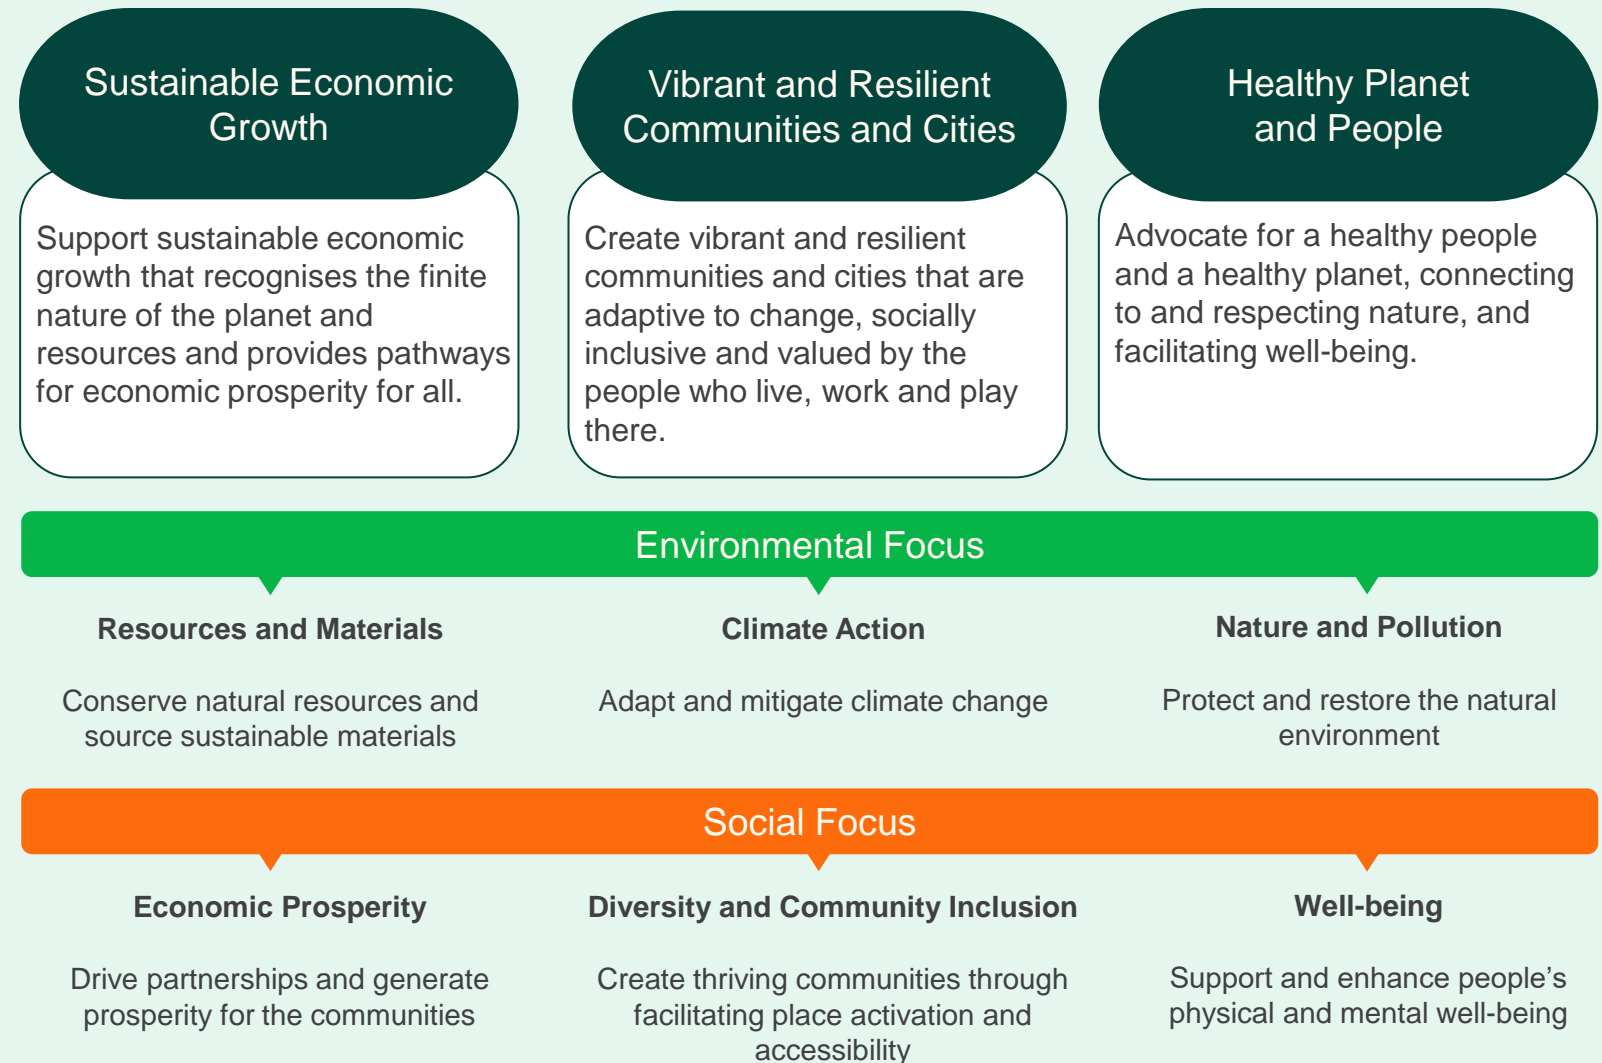 Sustainable Economic
Growth
Support sustainable economic
growth that recognises the finite
nature of the planet and
resources and provides pathways
for economic prosperity for all.
Vibrant and Resilient
Communities and Cities
Create vibrant and resilient
communities and cities that are
adaptive to change, socially
inclusive and valued by the
people who live, work and play
there.
Healthy Planet
and People
Advocate for a healthy people
and a healthy planet, connecting
to and respecting nature, and
facilitating well-being.
Environmental Focus
Resources and Materials
Conserve natural resources and
source sustainable materials
Climate Action
Adapt and mitigate climate change
Nature and Pollution
Protect and restore the natural
environment
Social Focus
Economic Prosperity
Drive partnerships and generate
prosperity for the communities
Diversity and Community Inclusion
Create thriving communities through
facilitating place activation and
accessibility
Well-being
Support and enhance people’s
physical and mental well-being